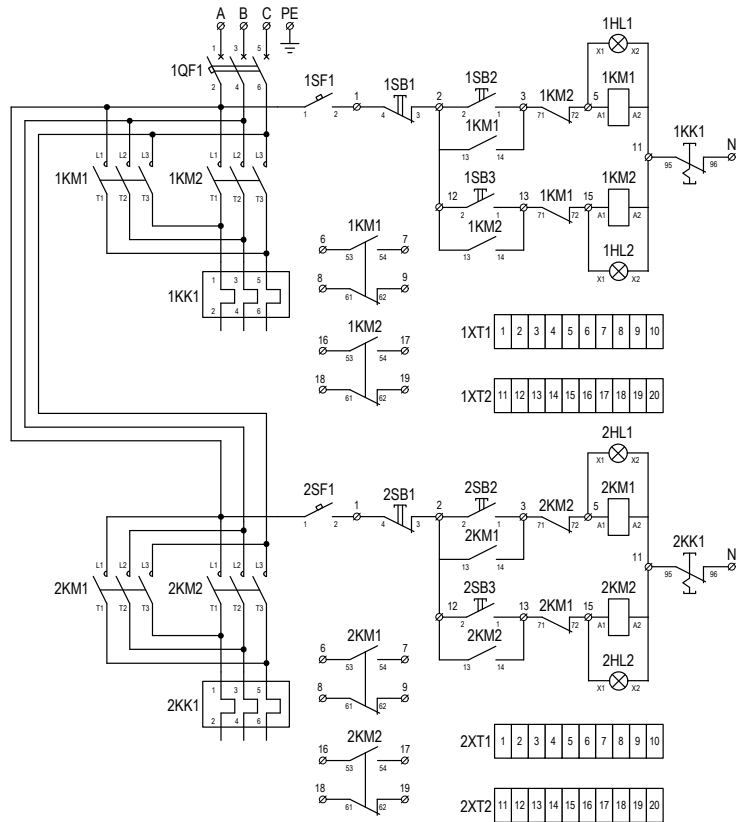 A B C PE
1 3 5
1QF1
2 4 6
1SF1
1 2
1
1SB1
4 3
2
1SB2
2 1
3
1KM2
71 72
5
1HL1
X1 X2
1KM1
A1 A2
1KM1
13 14
11
1KK1
95 96
N
L1 L2 L3
1KM1
T1 T2 T3
L1 L2 L3
1KM2
T1 T2 T3
12
1SB3
2 1
13
1KM1
71 72
15
1KM2
A1 A2
1KM2
13 14
1HL2
X1 X2
1KK1
1 3 5
2 4 6
1KM1
6 7
53 54
8 9
61 62
1KM2
16 17
53 54
18 19
61 62
1XT1 1 2 3 4 5 6 7 8 9 10
1XT2 11 12 13 14 15 16 17 18 19 20
2SF1
1 2
1
2SB1
4 3
2
2SB2
2 1
3
2KM2
71 72
5
2HL1
X1 X2
2KM1
A1 A2
2KM1
13 14
11
2KK1
95 96
N
L1 L2 L3
2KM1
T1 T2 T3
L1 L2 L3
2KM2
T1 T2 T3
12
2SB3
2 1
13
2KM1
71 72
15
2KM2
A1 A2
2KM2
13 14
2HL2
X1 X2
2KK1
1 3 5
2 4 6
2KM1
6 7
53 54
8 9
61 62
2KM2
16 17
53 54
18 19
61 62
2XT1 1 2 3 4 5 6 7 8 9 10
2XT2 11 12 13 14 15 16 17 18 19 20